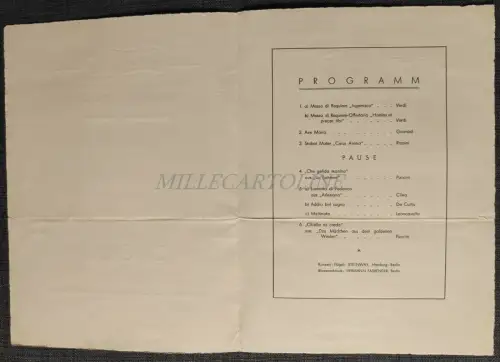 PROGRAMM
1. a) Messa di Requiem „Ingemisco“ . . . Verdi
b) Messa di Requiem-Offertorio „Hostias et
preces tibi“ . . . . . . . . Verdi
2. Ave Maria . . . . . . . . Gounod
3. Stabat Mater „Cujus Animam“ . . . Rossini
PAUSE
4. „Che gelida manina“
aus . . . . . . . . Puccini
5. a) Lamento di Federico
aus „Arlesiana“ . . . . . . . Cilea
b) Addio bel sogno . . . . . . . De Curtis
c) Mattinata . . . . . . . . Leoncavallo
6. „Ch'ella mi creda“
aus „Das Mädchen aus dem goldenen
Westen“ . . . . . . . . Puccini
Hamburg-Berlin
Berlin
MILLECARTOLINE